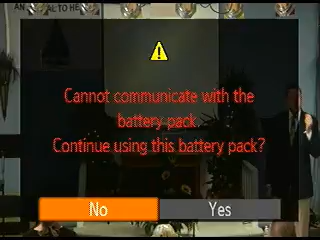 Cannot communicate with the
battery pack.
Continue using this battery pack?
No Yes